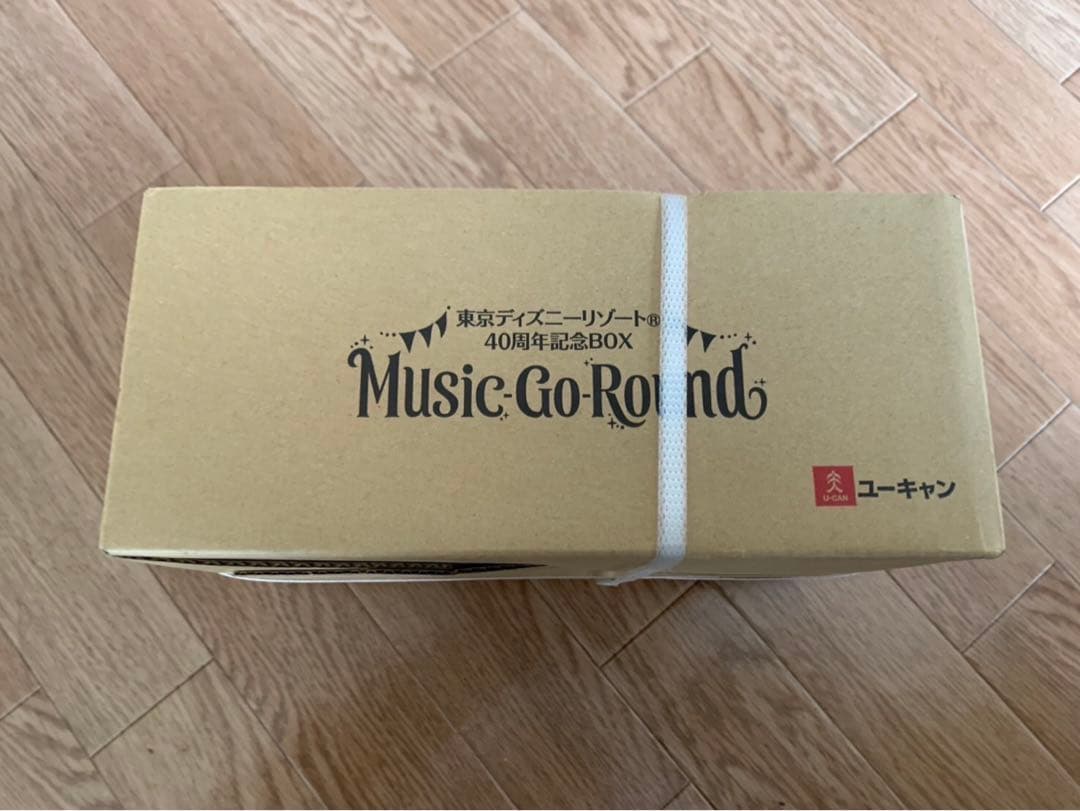 東京ディズニーリゾート®
40周年記念BOX
Music-Go-Round
U-CAN
ユーキャン